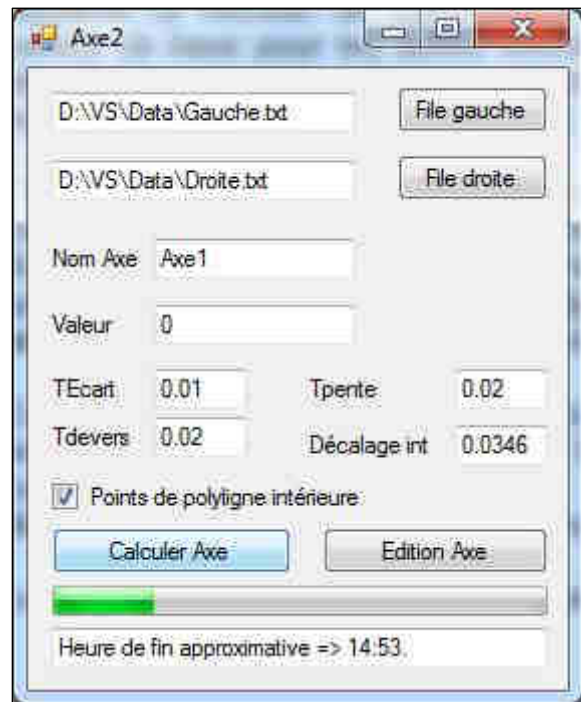 Axe2
D:\VS\Data\Gauche.txt File gauche
D:\VS\Data\Droite.txt File droite
Nom Axe Axe1
Valeur 0
TEcart 0.01 Tpente 0.02
Tdevers 0.02 Décalage int 0.0346
Points de polyligne intérieure
Calculer Axe Edition Axe
Heure de fin approximative => 14:53.